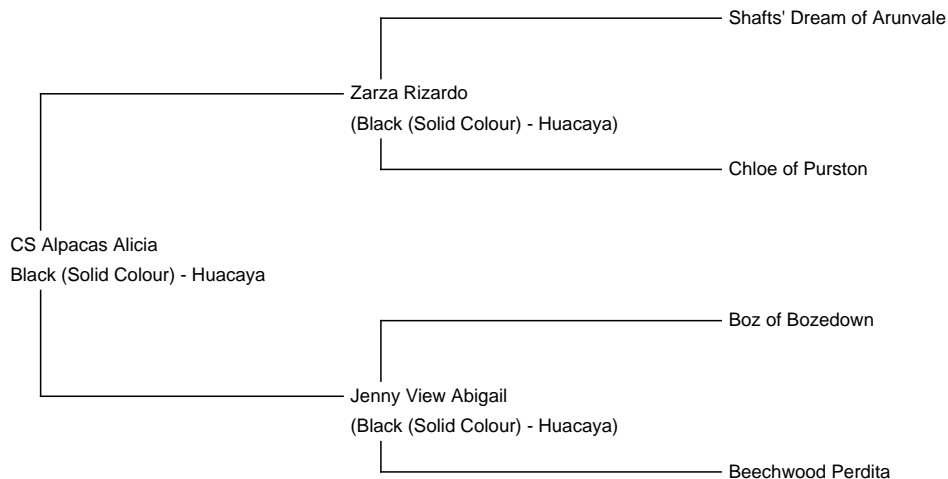 Shafts' Dream of Arunvale
Zarza Rizardo
(Black (Solid Colour) - Huacaya)
Chloe of Purston
CS Alpacas Alicia
Black (Solid Colour) - Huacaya
Boz of Bozedown
Jenny View Abigail
(Black (Solid Colour) - Huacaya)
Beechwood Perdita